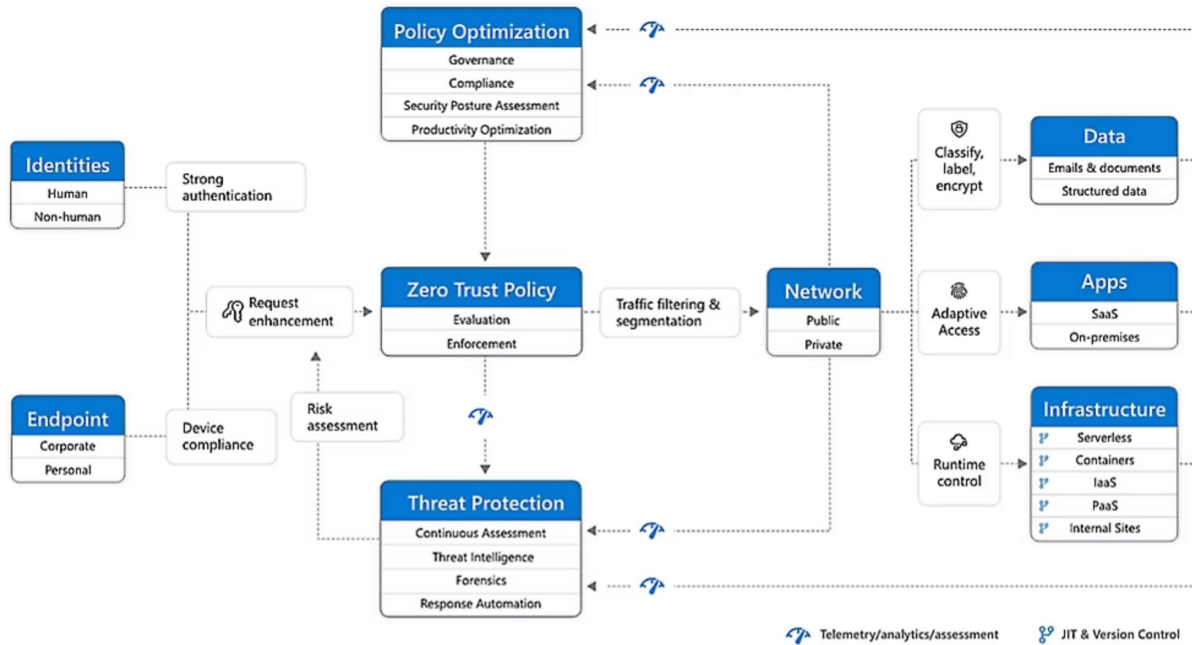 Policy Optimization
Governance
Compliance
Security Posture Assessment
Productivity Optimization
Identities
Human
Non-human
Strong
authentication
Classify,
label,
encrypt
Data
Emails & documents
Structured data
Request
enhancement
Zero Trust Policy
Evaluation
Enforcement
Traffic filtering &
segmentation
Network
Public
Private
Adaptive
Access
Apps
SaaS
On-premises
Endpoint
Corporate
Personal
Device
compliance
Risk
assessment
Runtime
control
Infrastructure
Serverless
Containers
IaaS
PaaS
Internal Sites
Threat Protection
Continuous Assessment
Threat Intelligence
Forensics
Response Automation
Telemetry/analytics/assessment
JIT & Version Control